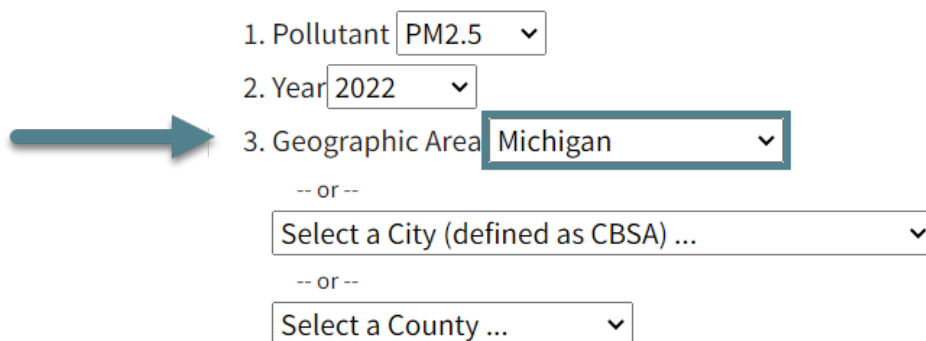 1. Pollutant PM2.5
2. Year 2022
3. Geographic Area Michigan
-- or --
Select a City (defined as CBSA) ...
-- or --
Select a County ...